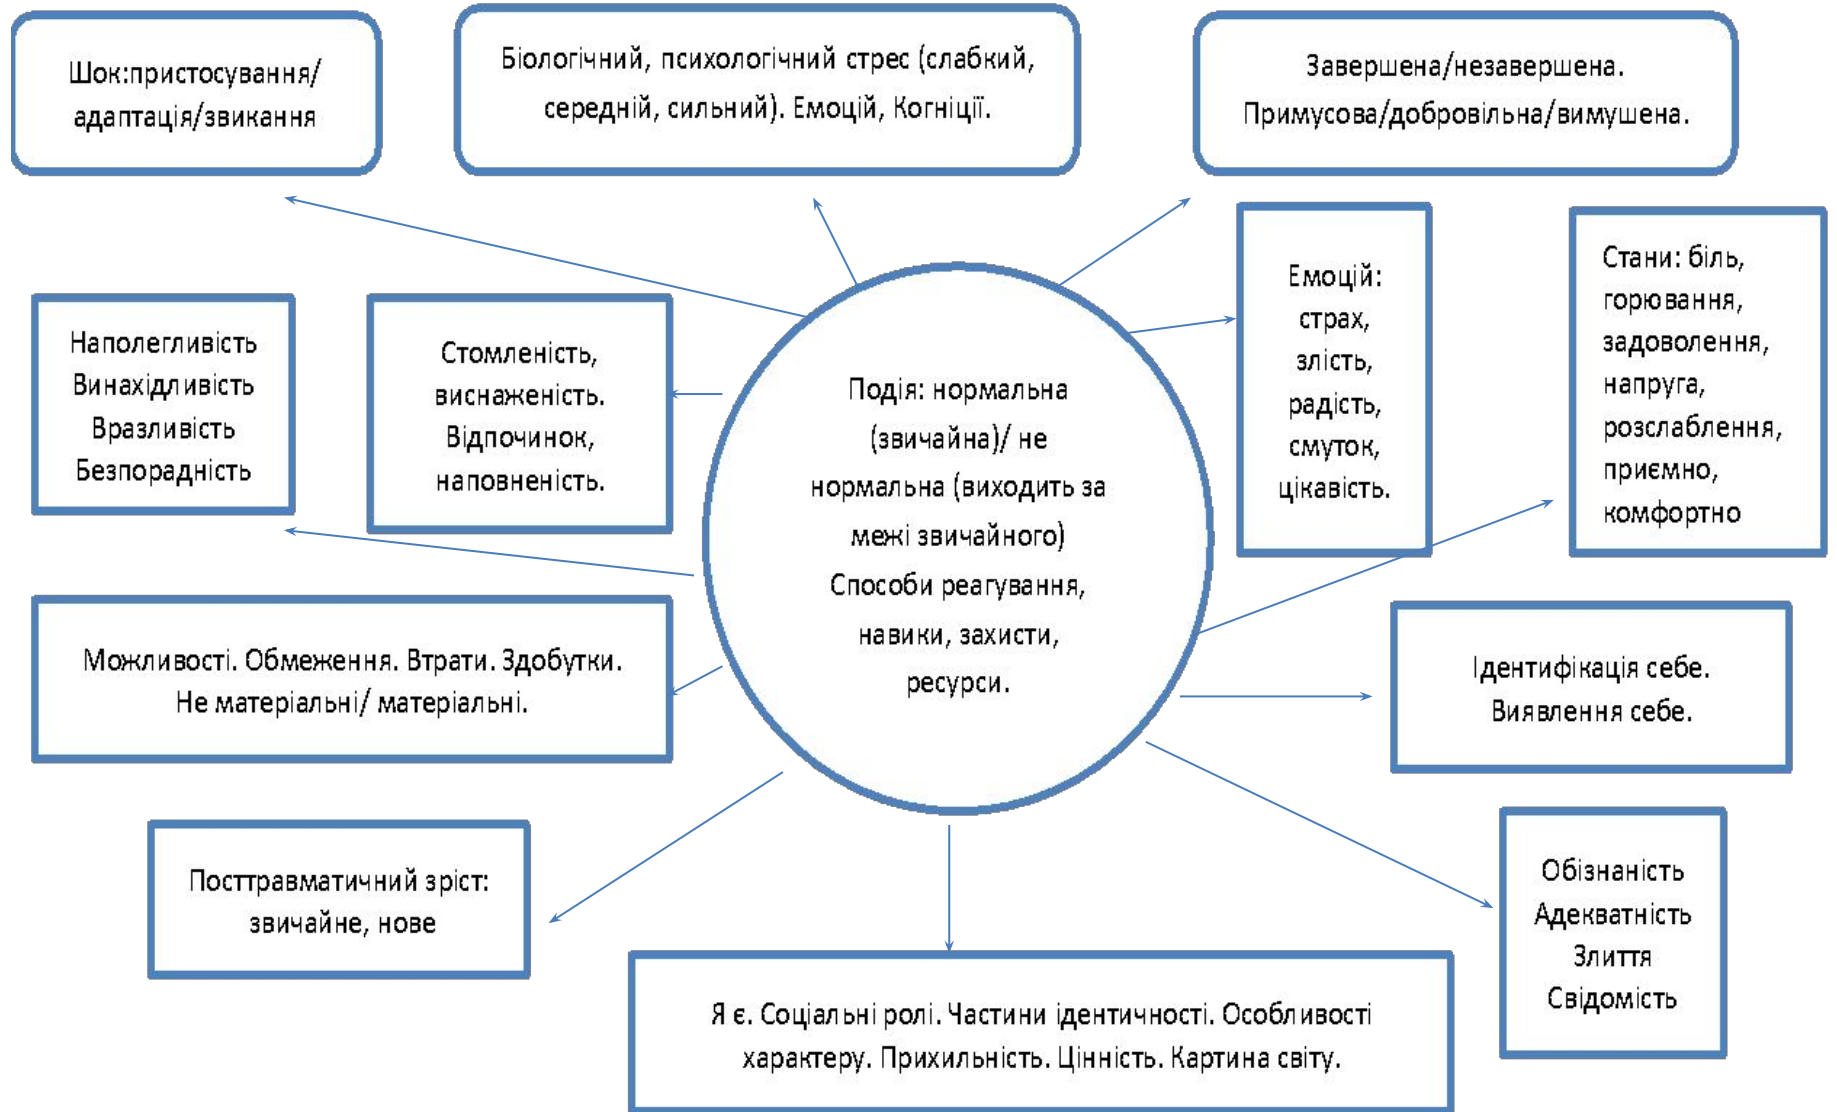 Шок:пристосування/
адаптація/звикання
Біологічний, психологічний стрес (слабкий,
середній, сильний). Емоцій, Когніції.
Завершена/незавершена.
Примусова/добровільна/вимушена.
Наполегливість
Винахідливість
Вразливість
Безпорадність
Стомленість,
виснаженість.
Відпочинок,
наповненість.
Подія: нормальна
(звичайна)/ не
нормальна (виходить за
межі звичайного)
Способи реагування,
навики, захисти,
ресурси.
Емоцій:
страх,
злість,
радість,
смуток,
цікавість.
Стани: біль,
горювання,
задоволення,
напруга,
розслаблення,
приємно,
комфортно
Можливості. Обмеження. Втрати. Здобутки.
Не матеріальні/ матеріальні.
Ідентифікація себе.
Виявлення себе.
Посттравматичний зріст:
звичайне, нове
Обізнаність
Адекватність
Злиття
Свідомість
Я є. Соціальні ролі. Частини ідентичності. Особливості
характеру. Прихильність. Цінність. Картина світу.